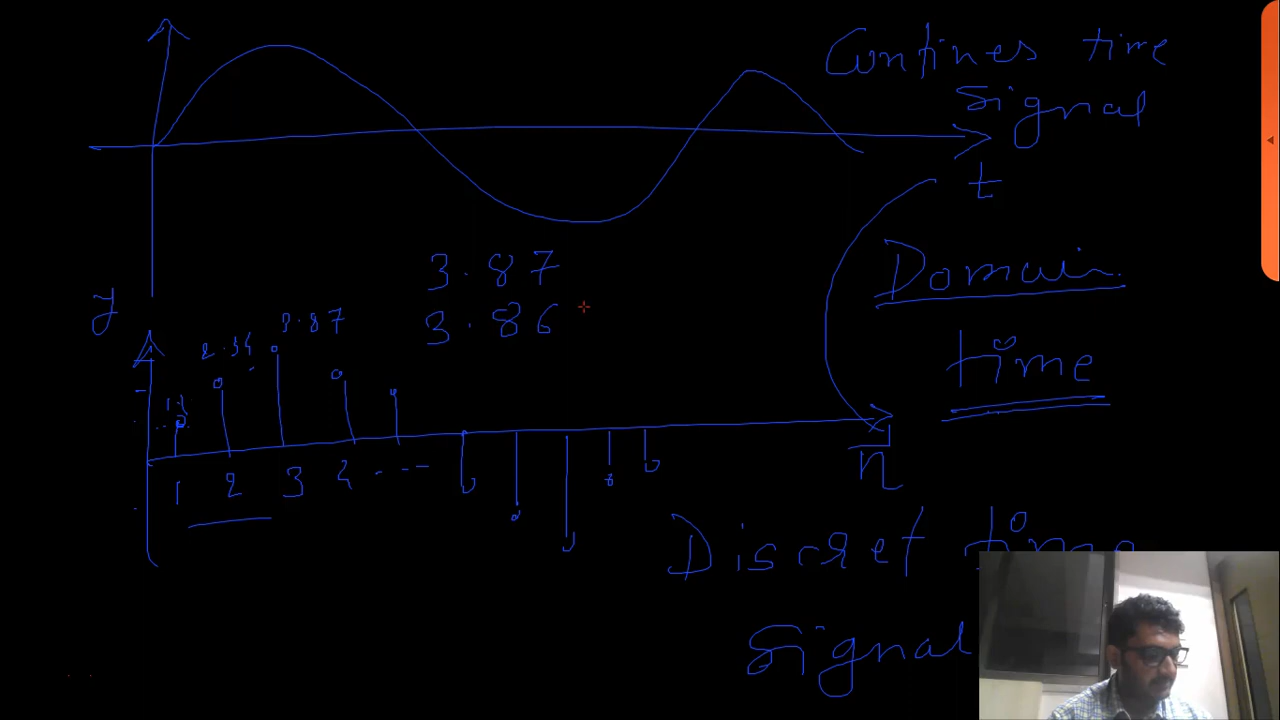 Contines time
Signal
t
Domain
time
3.87
3.86
y
2.34
3.87
1 2 3 4 - - -
n
Discret time
Signal